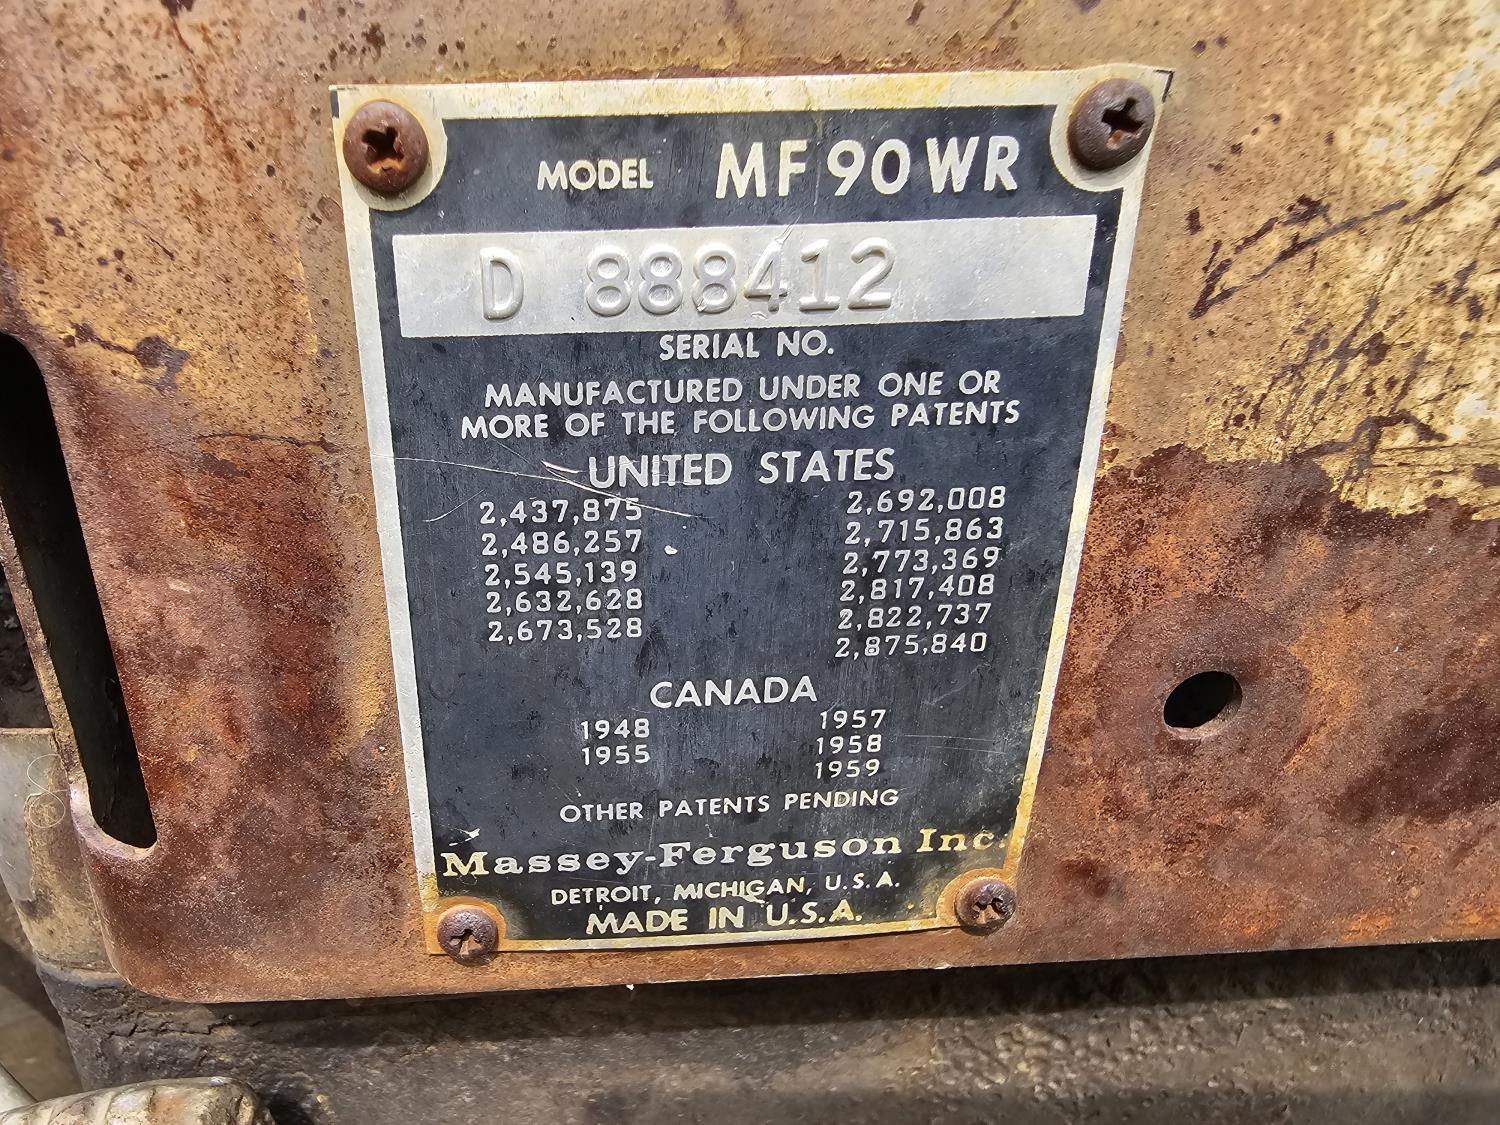 MODEL MF90WR
D 888412
SERIAL NO.
MANUFACTURED UNDER ONE OR
MORE OF THE FOLLOWING PATENTS
UNITED STATES
2,437,875 2,692,008
2,486,257 2,715,863
2,545,139 2,773,369
2,632,628 2,817,408
2,673,528 2,822,737
2,875,840
CANADA
1948 1957
1955 1958
1959
OTHER PATENTS PENDING
Massey-Ferguson Inc.
DETROIT, MICHIGAN, U.S.A.
MADE IN U.S.A.